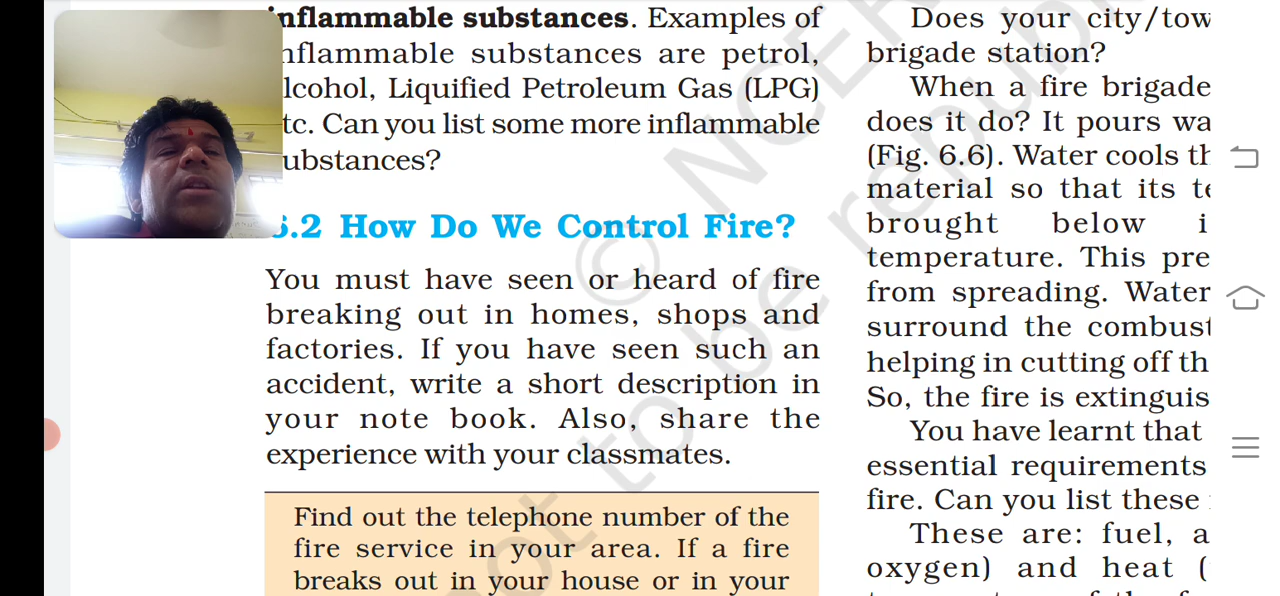 inflammable substances. Examples of
inflammable substances are petrol,
lcohol, Liquified Petroleum Gas (LPG)
tc. Can you list some more inflammable
ubstances?
6.2 How Do We Control Fire?
You must have seen or heard of fire
breaking out in homes, shops and
factories. If you have seen such an
accident, write a short description in
your note book. Also, share the
experience with your classmates.
Find out the telephone number of the
fire service in your area. If a fire
breaks out in your house or in your
Does your city/tow
brigade station?
When a fire brigade
does it do? It pours wa
(Fig. 6.6). Water cools th
material so that its te
brought below i
temperature. This pre
from spreading. Water
surround the combust
helping in cutting off th
So, the fire is extinguis
You have learnt that
essential requirements
fire. Can you list these
These are: fuel, a
oxygen) and heat (
© NCER
not to be republi